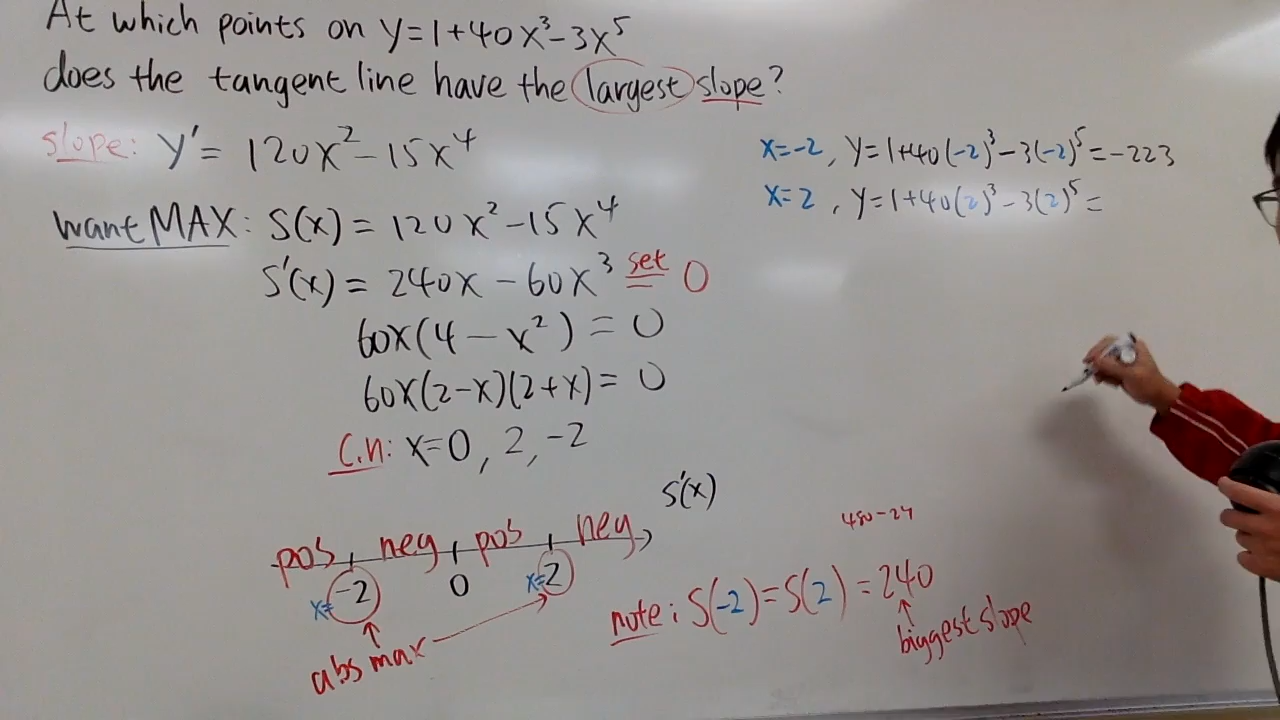 At which points on y=1+40x³-3x⁵
does the tangent line have the largest slope?
slope: y'= 120x²-15x⁴
want MAX: S(x) = 120x²-15x⁴
S'(x) = 240x - 60x³ set = 0
60x(4-x²) = 0
60x(2-x)(2+x) = 0
C.n: x=0, 2, -2
S'(x)
pos neg pos neg
x=-2 0 x=2
abs max
x=-2, y=1+40(-2)³-3(-2)⁵=-223
x=2, y=1+40(2)³-3(2)⁵=
480-24
note: S(-2)=S(2)=240
biggest slope